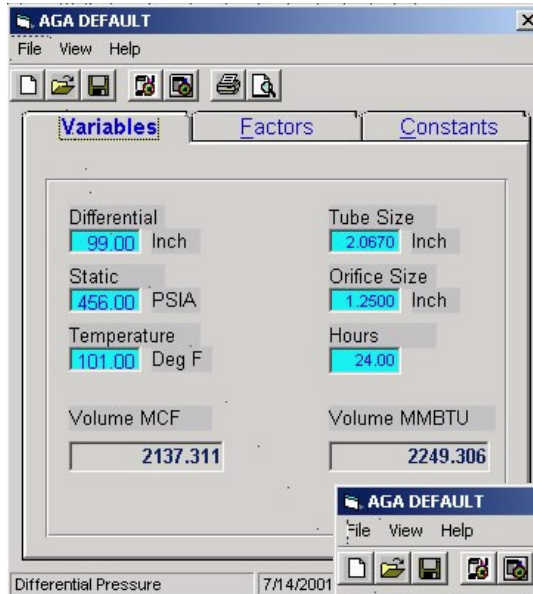 AGA DEFAULT
File View Help
Variables Factors Constants
Differential Tube Size
99.00 Inch 2.0670 Inch
Static Orifice Size
456.00 PSIA 1.2500 Inch
Temperature Hours
101.00 Deg F 24.00
Volume MCF Volume MMBTU
2137.311 2249.306
AGA DEFAULT
File View Help
Differential Pressure 7/14/2001